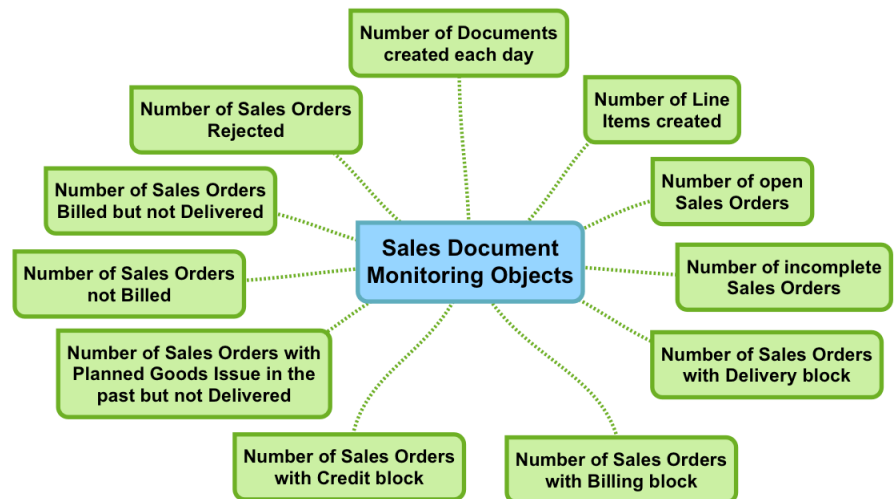 Number of Documents
created each day
Number of Line
Items created
Number of Sales Orders
Rejected
Number of open
Sales Orders
Number of Sales Orders
Billed but not Delivered
Sales Document
Monitoring Objects
Number of incomplete
Sales Orders
Number of Sales Orders
not Billed
Number of Sales Orders with
Planned Goods Issue in the
past but not Delivered
Number of Sales Orders
with Delivery block
Number of Sales Orders
with Credit block
Number of Sales Orders
with Billing block